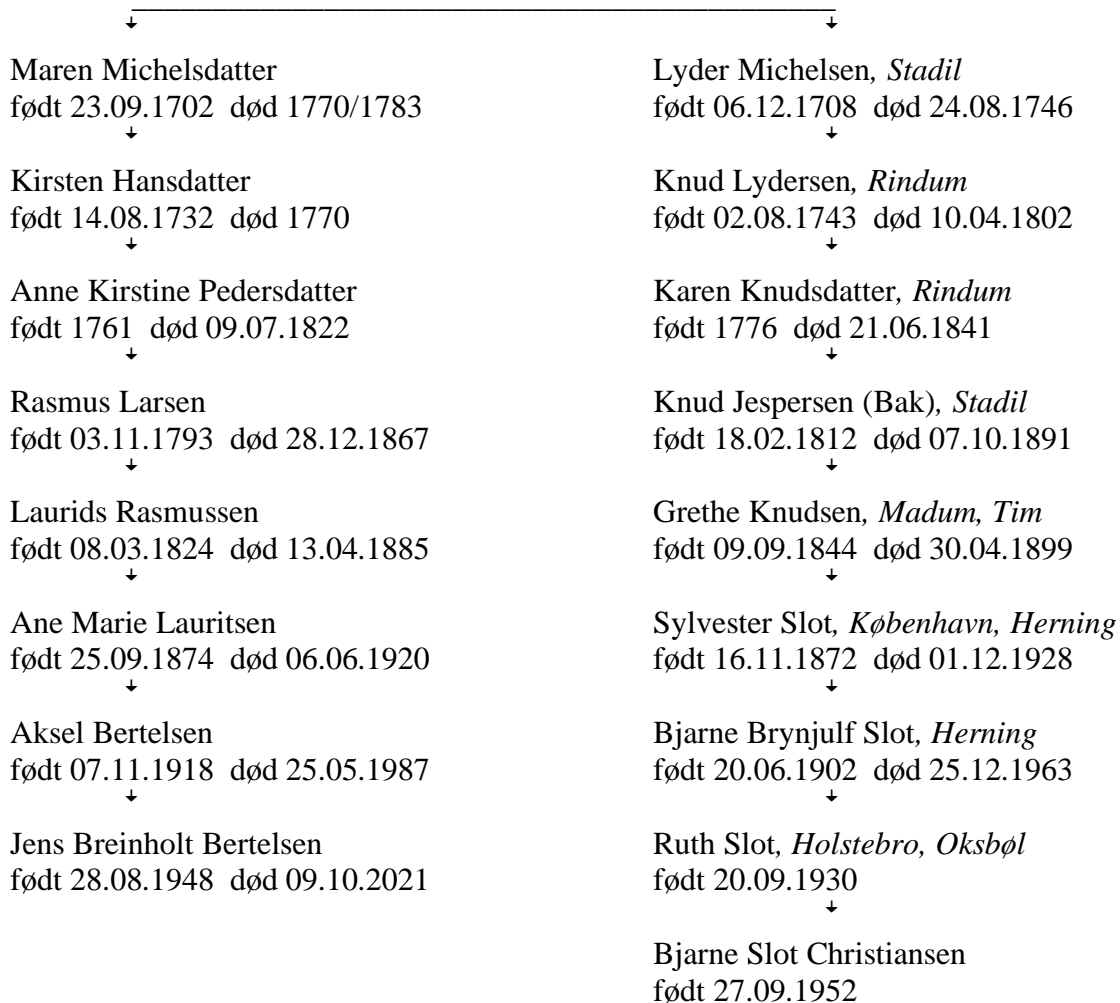 Maren Michelsdatter
født 23.09.1702 død 1770/1783
Kirsten Hansdatter
født 14.08.1732 død 1770
Anne Kirstine Pedersdatter
født 1761 død 09.07.1822
Rasmus Larsen
født 03.11.1793 død 28.12.1867
Laurids Rasmussen
født 08.03.1824 død 13.04.1885
Ane Marie Lauritsen
født 25.09.1874 død 06.06.1920
Aksel Bertelsen
født 07.11.1918 død 25.05.1987
Jens Breinholt Bertelsen
født 28.08.1948 død 09.10.2021
Lyder Michelsen, Stadil
født 06.12.1708 død 24.08.1746
Knud Lydersen, Rindum
født 02.08.1743 død 10.04.1802
Karen Knudsdatter, Rindum
født 1776 død 21.06.1841
Knud Jespersen (Bak), Stadil
født 18.02.1812 død 07.10.1891
Grethe Knudsen, Madum, Tim
født 09.09.1844 død 30.04.1899
Sylvester Slot, København, Herning
født 16.11.1872 død 01.12.1928
Bjarne Brynjulf Slot, Herning
født 20.06.1902 død 25.12.1963
Ruth Slot, Holstebro, Oksbøl
født 20.09.1930
Bjarne Slot Christiansen
født 27.09.1952